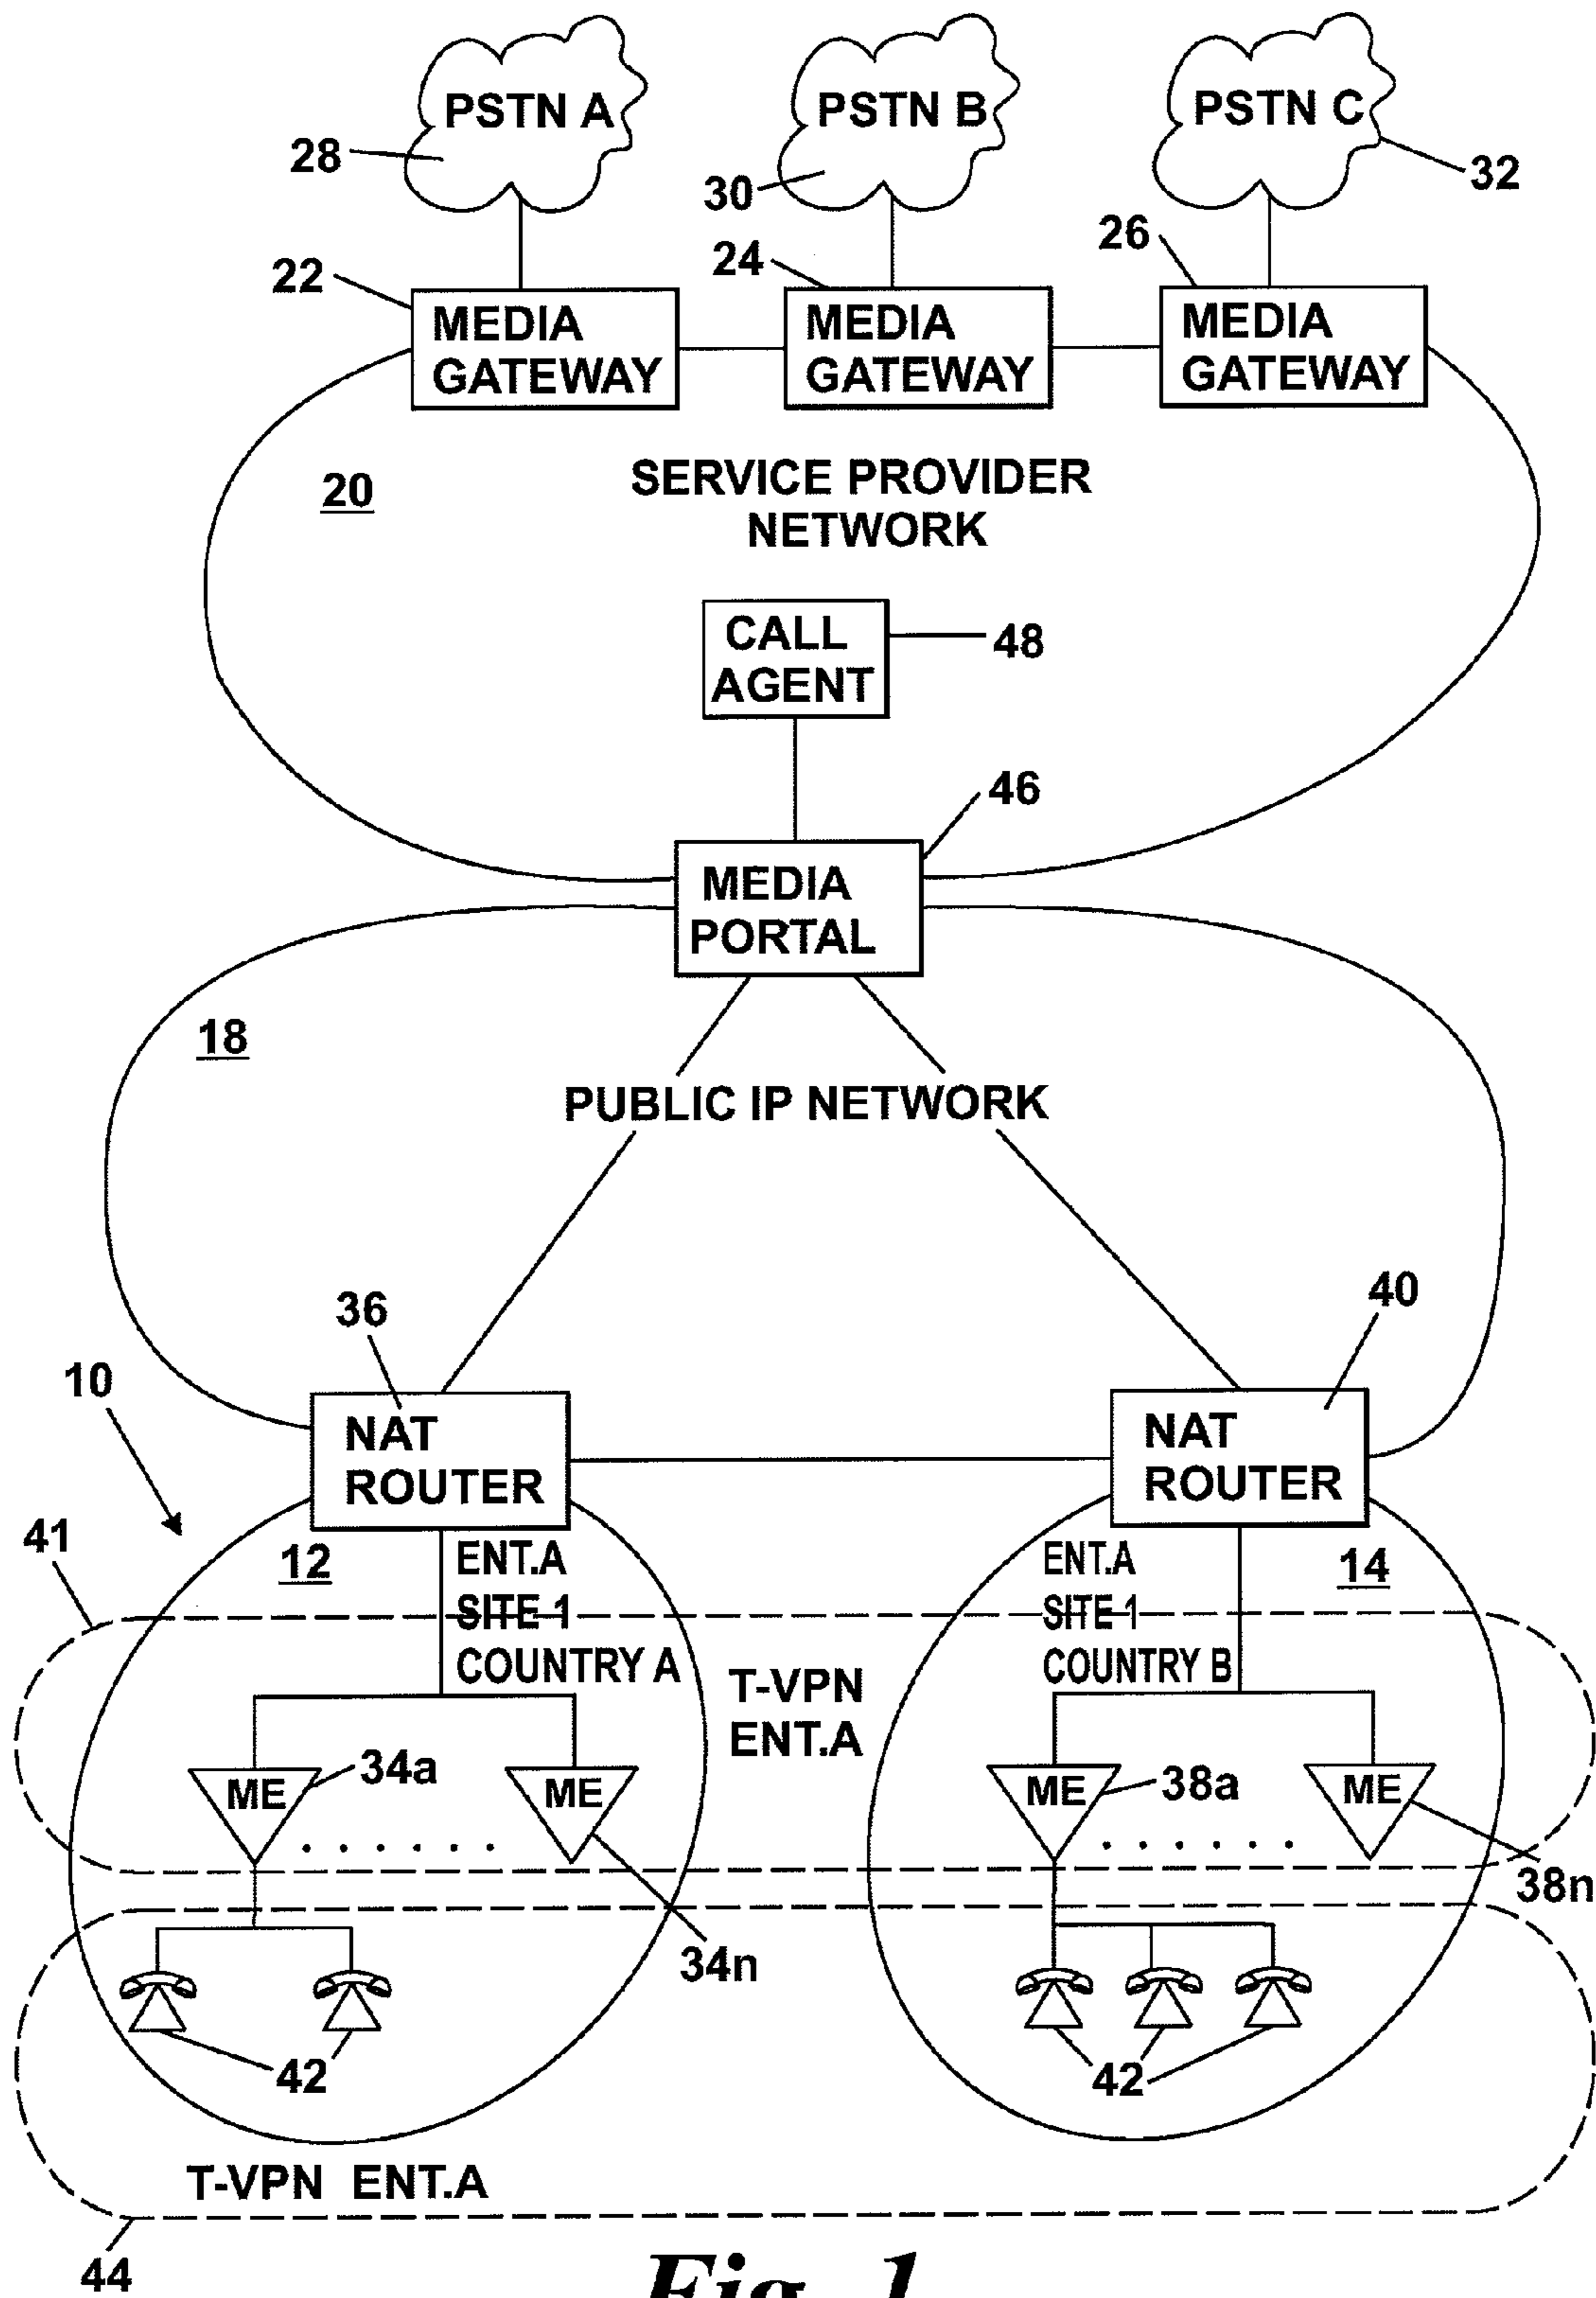 PSTN A
PSTN B
PSTN C
28
30
32
22
24
26
MEDIA
GATEWAY
MEDIA
GATEWAY
MEDIA
GATEWAY
20
SERVICE PROVIDER
NETWORK
CALL
AGENT
48
46
MEDIA
PORTAL
18
PUBLIC IP NETWORK
36
40
10
NAT
ROUTER
NAT
ROUTER
41
12
ENT.A
SITE 1
COUNTRY A
ENT.A
SITE 1
COUNTRY B
14
T-VPN
ENT.A
ME
34a
ME
ME
38a
ME
38n
34n
42
42
T-VPN ENT.A
44
Fig. 1